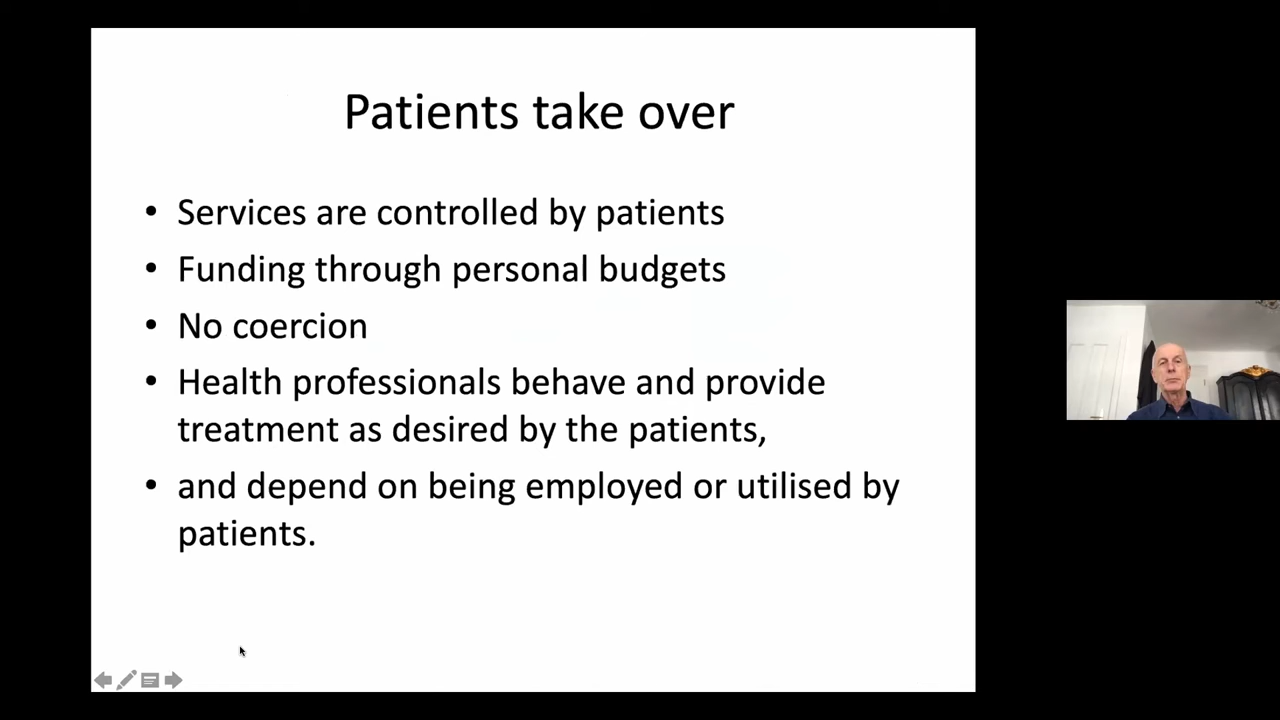 Patients take over
• Services are controlled by patients
• Funding through personal budgets
• No coercion
• Health professionals behave and provide
treatment as desired by the patients,
• and depend on being employed or utilised by
patients.